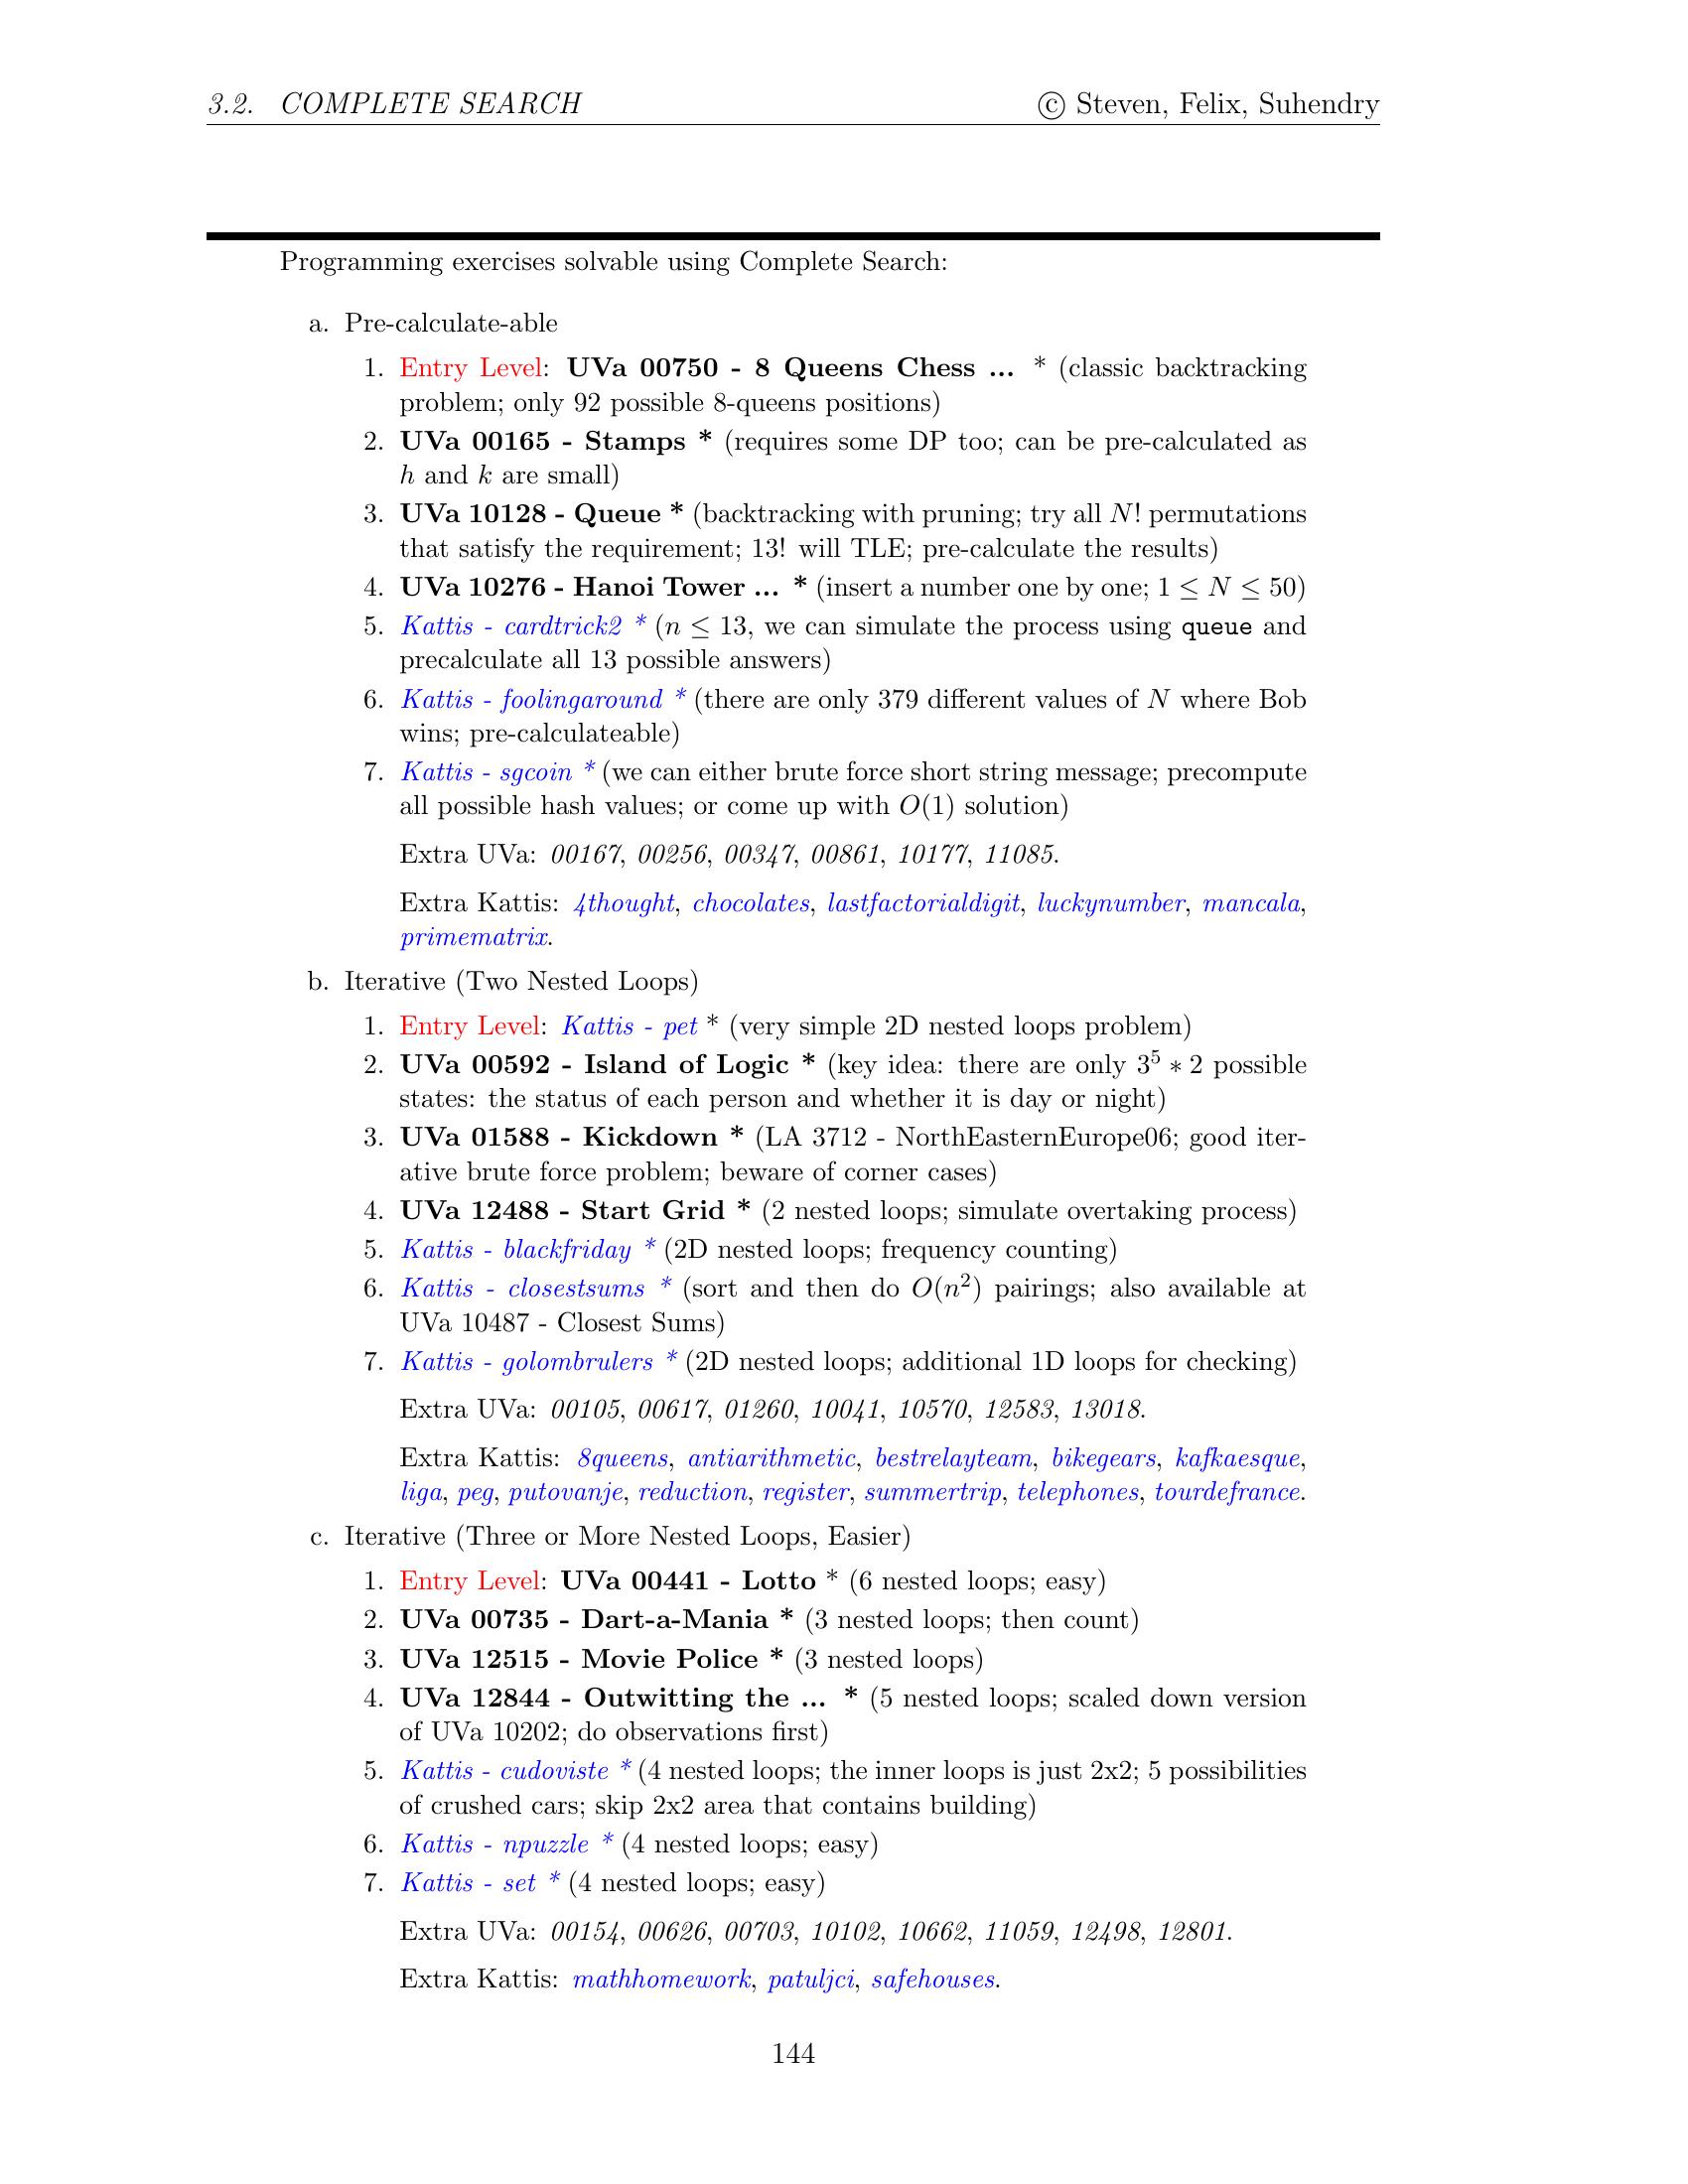 3.2. COMPLETE SEARCH © Steven, Felix, Suhendry
Programming exercises solvable using Complete Search:
a. Pre-calculate-able
1. Entry Level: UVa 00750 - 8 Queens Chess ... * (classic backtracking
problem; only 92 possible 8-queens positions)
2. UVa 00165 - Stamps * (requires some DP too; can be pre-calculated as
h and k are small)
3. UVa 10128 - Queue * (backtracking with pruning; try all N! permutations
that satisfy the requirement; 13! will TLE; pre-calculate the results)
4. UVa 10276 - Hanoi Tower ... * (insert a number one by one; 1 ≤ N ≤ 50)
5. Kattis - cardtrick2 * (n ≤ 13, we can simulate the process using queue and
precalculate all 13 possible answers)
6. Kattis - foolingaround * (there are only 379 different values of N where Bob
wins; pre-calculateable)
7. Kattis - sgcoin * (we can either brute force short string message; precompute
all possible hash values; or come up with O(1) solution)
Extra UVa: 00167, 00256, 00347, 00861, 10177, 11085.
Extra Kattis: 4thought, chocolates, lastfactorialdigit, luckynumber, mancala,
primematrix.
b. Iterative (Two Nested Loops)
1. Entry Level: Kattis - pet * (very simple 2D nested loops problem)
2. UVa 00592 - Island of Logic * (key idea: there are only 3⁵ ∗ 2 possible
states: the status of each person and whether it is day or night)
3. UVa 01588 - Kickdown * (LA 3712 - NorthEasternEurope06; good iter-
ative brute force problem; beware of corner cases)
4. UVa 12488 - Start Grid * (2 nested loops; simulate overtaking process)
5. Kattis - blackfriday * (2D nested loops; frequency counting)
6. Kattis - closestsums * (sort and then do O(n²) pairings; also available at
UVa 10487 - Closest Sums)
7. Kattis - golombrulers * (2D nested loops; additional 1D loops for checking)
Extra UVa: 00105, 00617, 01260, 10041, 10570, 12583, 13018.
Extra Kattis: 8queens, antiarithmetic, bestrelayteam, bikegears, kafkaesque,
liga, peg, putovanje, reduction, register, summertrip, telephones, tourdefrance.
c. Iterative (Three or More Nested Loops, Easier)
1. Entry Level: UVa 00441 - Lotto * (6 nested loops; easy)
2. UVa 00735 - Dart-a-Mania * (3 nested loops; then count)
3. UVa 12515 - Movie Police * (3 nested loops)
4. UVa 12844 - Outwitting the ... * (5 nested loops; scaled down version
of UVa 10202; do observations first)
5. Kattis - cudoviste * (4 nested loops; the inner loops is just 2x2; 5 possibilities
of crushed cars; skip 2x2 area that contains building)
6. Kattis - npuzzle * (4 nested loops; easy)
7. Kattis - set * (4 nested loops; easy)
Extra UVa: 00154, 00626, 00703, 10102, 10662, 11059, 12498, 12801.
Extra Kattis: mathhomework, patuljci, safehouses.
144